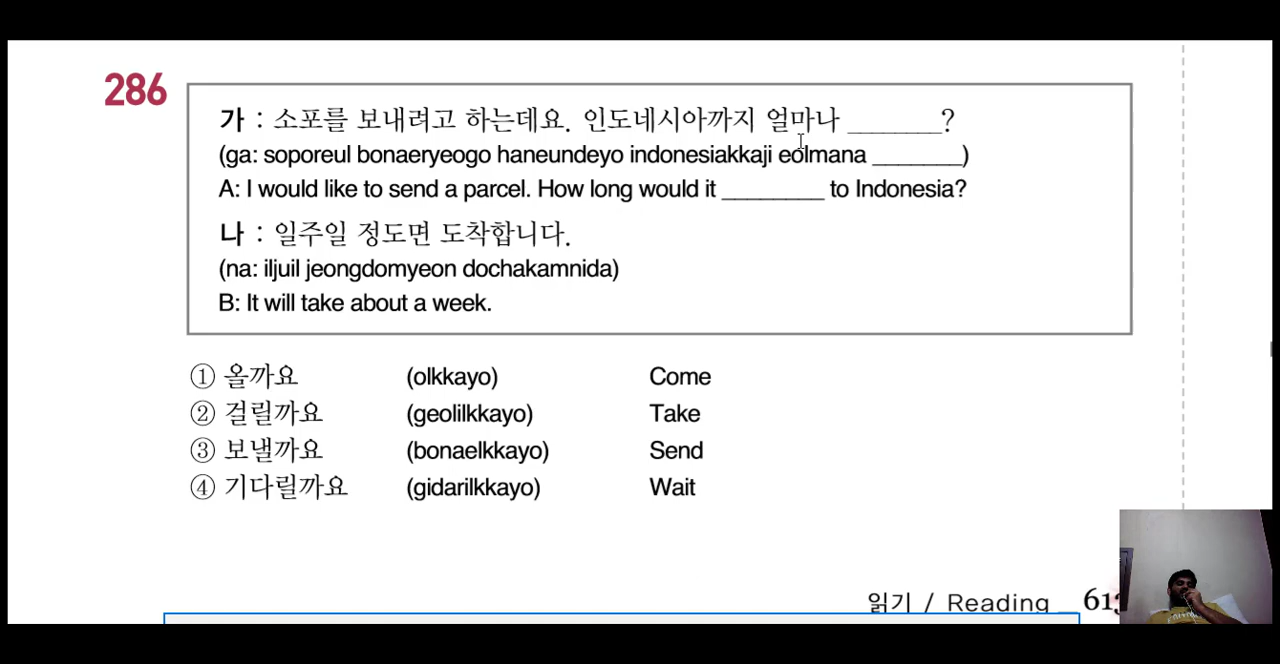 286
가 : 소포를 보내려고 하는데요. 인도네시아까지 얼마나 ________?
(ga: soporeul bonaeryeogo haneundeyo indonesiakkaji eolmana ________)
A: I would like to send a parcel. How long would it _________ to Indonesia?
나 : 일주일 정도면 도착합니다.
(na: iljuil jeongdomyeon dochakamnida)
B: It will take about a week.
① 올까요 (olkkayo) Come
② 걸릴까요 (geolilkkayo) Take
③ 보낼까요 (bonaelkkayo) Send
④ 기다릴까요 (gidarilkkayo) Wait
읽기 / Reading __ 613